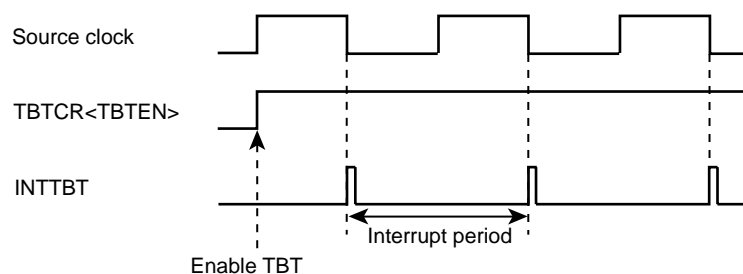 Source clock
TBTCR<TBTEN>
INTTBT
Interrupt period
Enable TBT